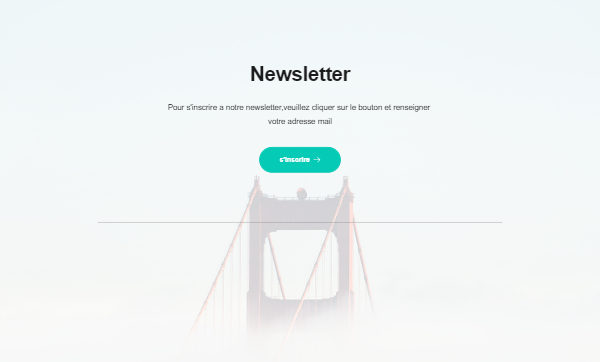 Newsletter
Pour s'inscrire a notre newsletter,veuillez cliquer sur le bouton et renseigner
votre adresse mail
s'inscrire →